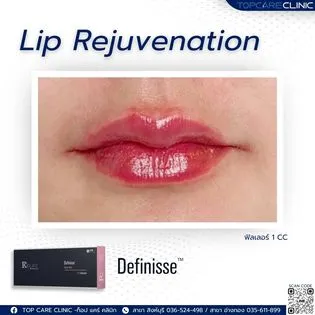 TOPCARECLINIC
Lip Rejuvenation
ฟิลเลอร์ 1 CC
Definisse™
Definisse
SCAN CODE
TOP CARE CLINIC -ท็อป แคร์ คลินิก สาขา สิงห์บุรี 036-524-498 / สาขา อ่างทอง 035-611-899